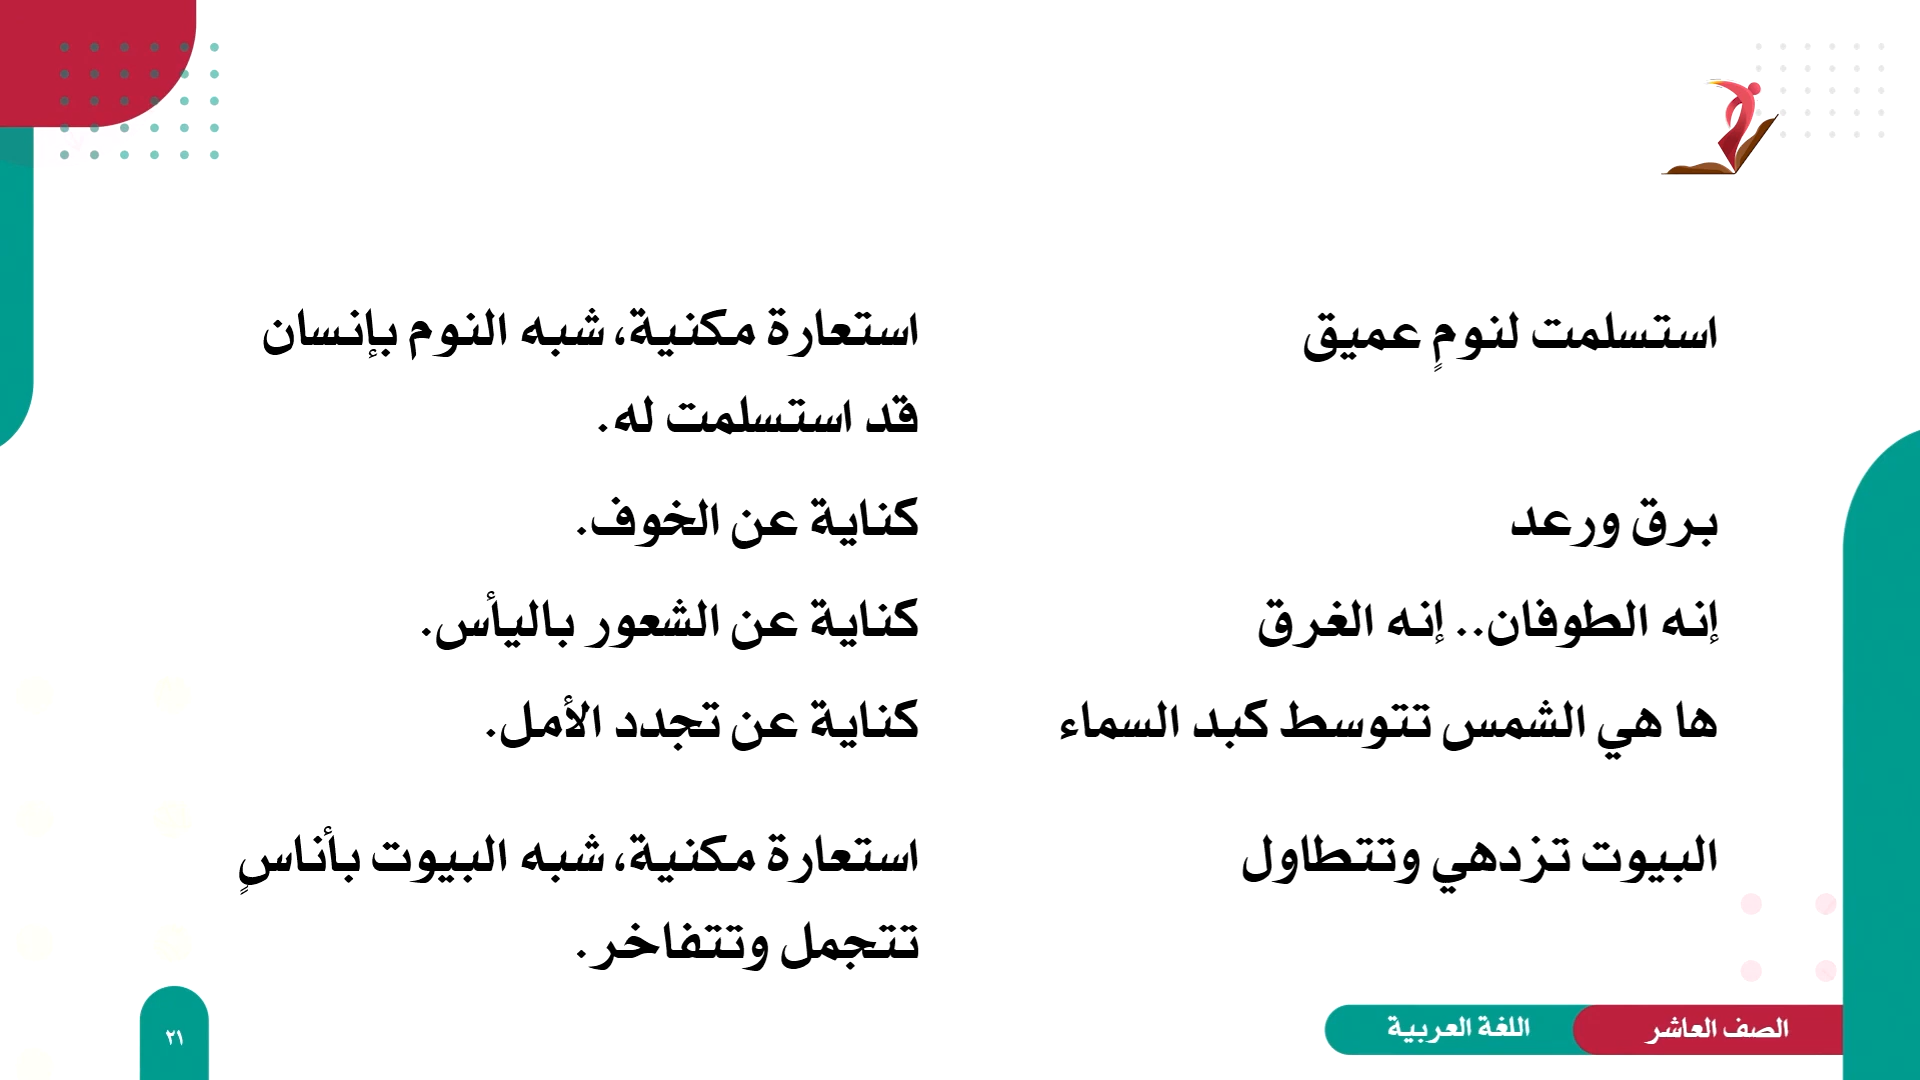 استسلمت لنومٍ عميق
استعارة مكنية، شبه النوم بإنسان
قد استسلمت له.
برق ورعد
كناية عن الخوف.
إنه الطوفان.. إنه الغرق
كناية عن الشعور باليأس.
ها هي الشمس تتوسط كبد السماء
كناية عن تجدد الأمل.
البيوت تزدهي وتتطاول
استعارة مكنية، شبه البيوت بأناسٍ
تتجمل وتتفاخر.
الصف العاشر
اللغة العربية
٢١